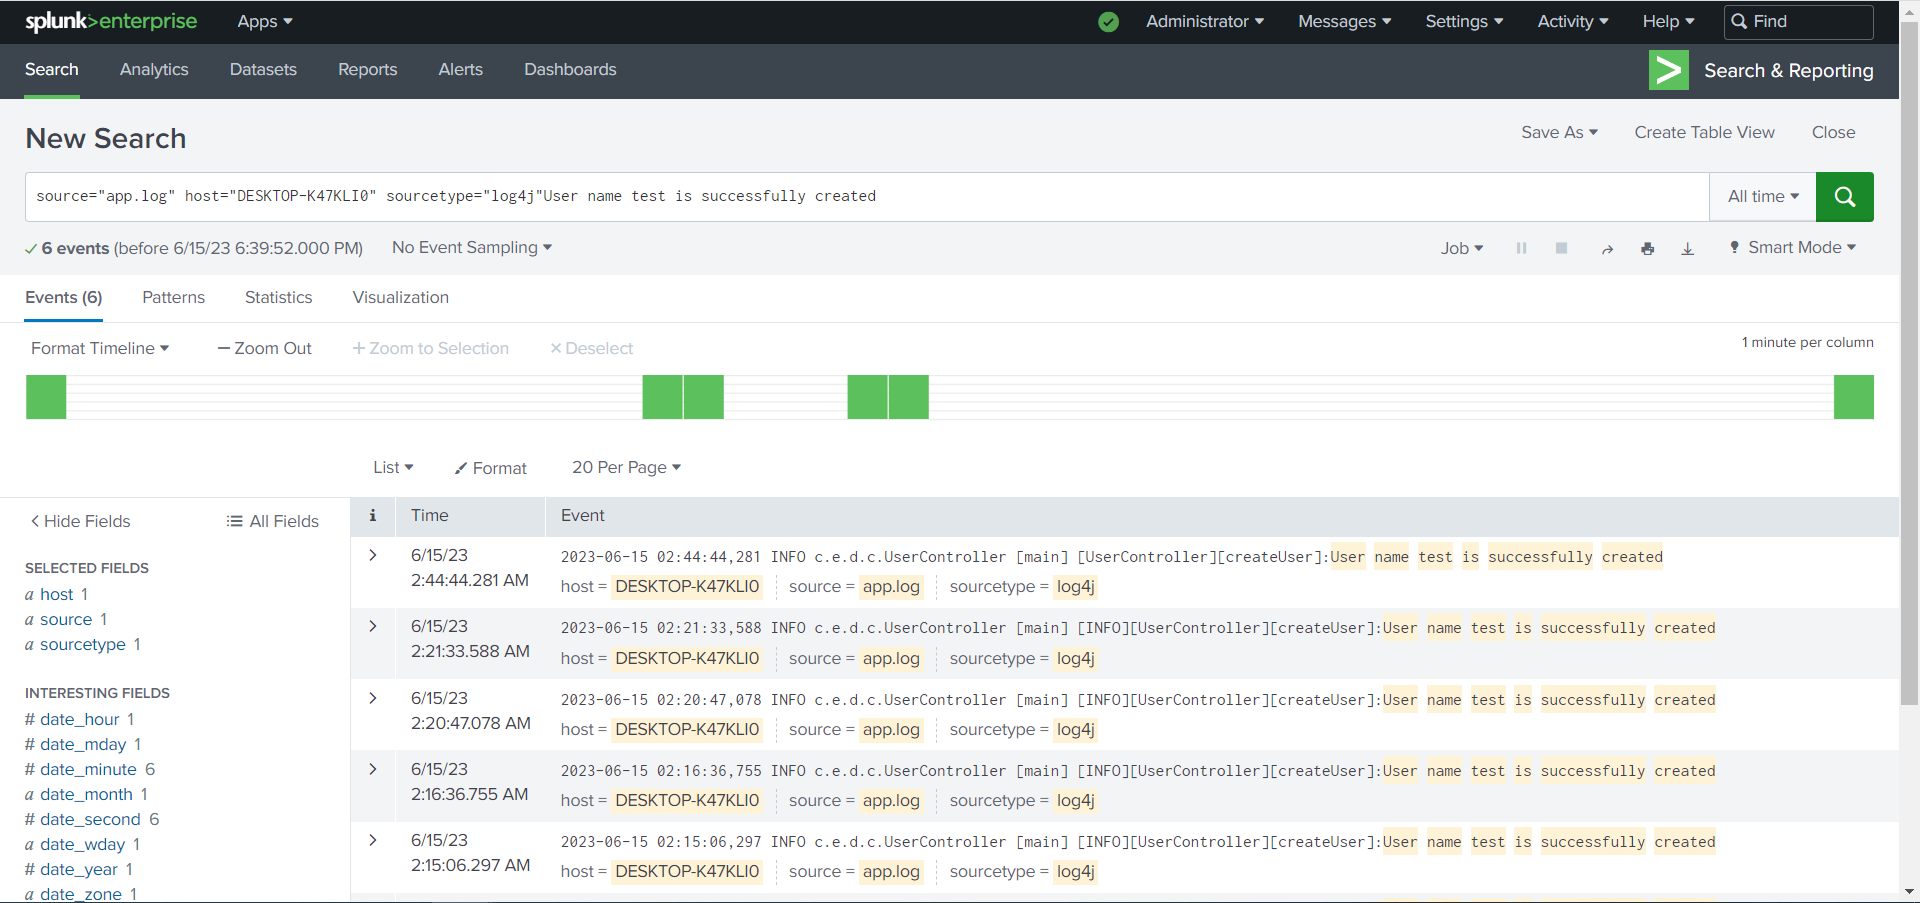 splunk>enterprise Apps Administrator Messages Settings Activity Help Find
Search Analytics Datasets Reports Alerts Dashboards > Search & Reporting
New Search Save As Create Table View Close
source="app.log" host="DESKTOP-K47KLI0" sourcetype="log4j"User name test is successfully created All time
6 events (before 6/15/23 6:39:52.000 PM) No Event Sampling Job Smart Mode
Events (6) Patterns Statistics Visualization
Format Timeline — Zoom Out + Zoom to Selection × Deselect 1 minute per column
List Format 20 Per Page
< Hide Fields All Fields
SELECTED FIELDS
a host 1
a source 1
a sourcetype 1
INTERESTING FIELDS
# date_hour 1
# date_mday 1
# date_minute 6
a date_month 1
# date_second 6
a date_wday 1
# date_year 1
a date_zone 1
i Time Event
> 6/15/23 2023-06-15 02:44:44,281 INFO c.e.d.c.UserController [main] [UserController][createUser]:User name test is successfully created
2:44:44.281 AM host = DESKTOP-K47KLI0 source = app.log sourcetype = log4j
> 6/15/23 2023-06-15 02:21:33,588 INFO c.e.d.c.UserController [main] [INFO][UserController][createUser]:User name test is successfully created
2:21:33.588 AM host = DESKTOP-K47KLI0 source = app.log sourcetype = log4j
> 6/15/23 2023-06-15 02:20:47,078 INFO c.e.d.c.UserController [main] [INFO][UserController][createUser]:User name test is successfully created
2:20:47.078 AM host = DESKTOP-K47KLI0 source = app.log sourcetype = log4j
> 6/15/23 2023-06-15 02:16:36,755 INFO c.e.d.c.UserController [main] [INFO][UserController][createUser]:User name test is successfully created
2:16:36.755 AM host = DESKTOP-K47KLI0 source = app.log sourcetype = log4j
> 6/15/23 2023-06-15 02:15:06,297 INFO c.e.d.c.UserController [main] [INFO][UserController][createUser]:User name test is successfully created
2:15:06.297 AM host = DESKTOP-K47KLI0 source = app.log sourcetype = log4j